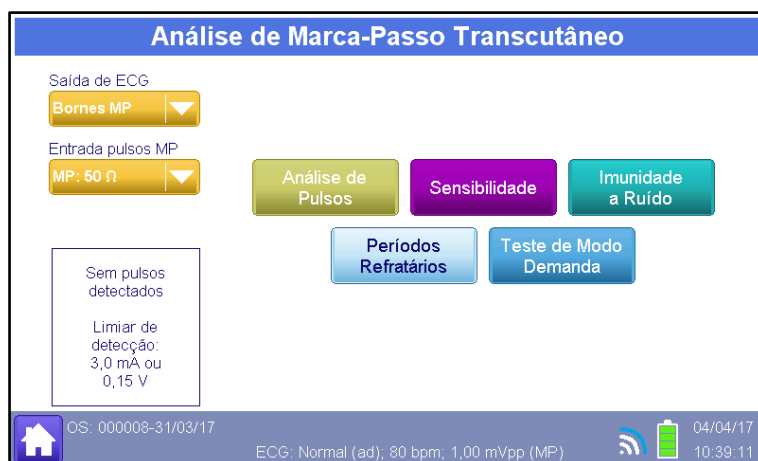 Análise de Marca-Passo Transcutâneo
Saída de ECG
Bornes MP
Entrada pulsos MP
MP: 50 Ω
Análise de
Pulsos
Sensibilidade
Imunidade
a Ruído
Períodos
Refratários
Teste de Modo
Demanda
Sem pulsos
detectados
Limiar de
detecção:
3,0 mA ou
0,15 V
OS: 000008-31/03/17
ECG: Normal (ad); 80 bpm; 1,00 mVpp (MP)
04/04/17
10:39:11